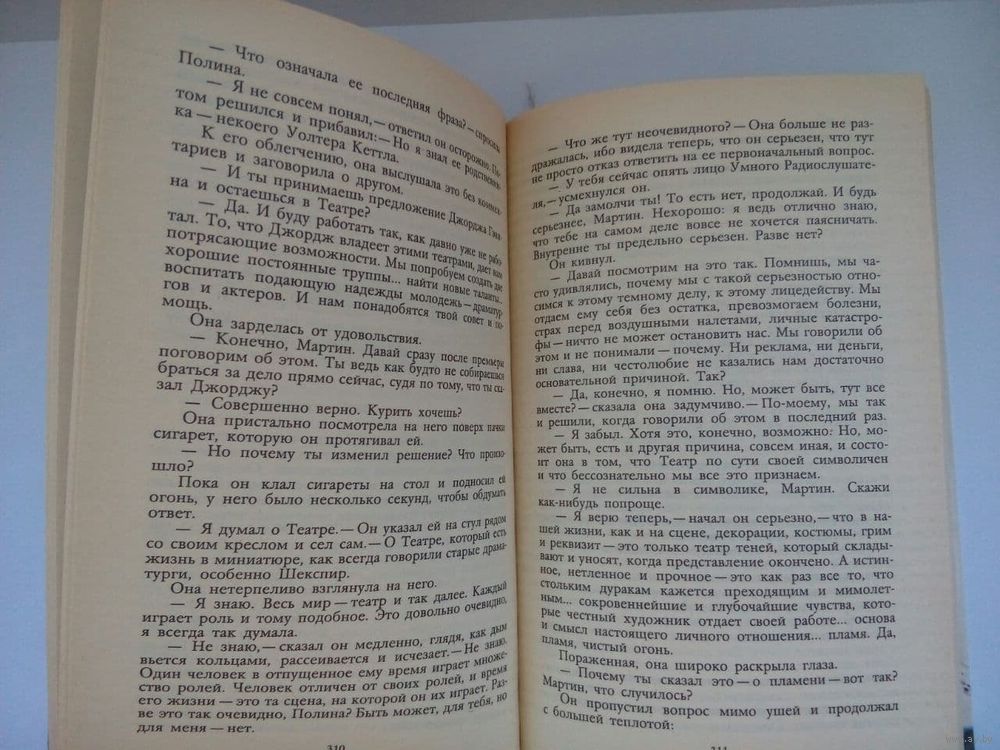 — Что означала ее последняя фраза? — спросила
Полина.
— Я не совсем понял, — ответил он осторожно. По-
том решился и прибавил: — Но я знал ее родственни-
ка — некоего Уолтера Кеттла.
К его облегчению, она выслушала это без коммен-
тариев и заговорила о другом.
— И ты принимаешь предложение Джорджа Гэвы
на и остаешься в Театре?
— Да. И буду работать так, как давно уже не рабо-
тал. То, что Джордж владеет этими театрами, дает нам
потрясающие возможности. Мы попробуем создать две
хорошие постоянные труппы... найти новые таланты...
воспитать подающую надежды молодежь — драматур-
гов и актеров. И нам понадобятся твой совет и по-
мощь.
Она зарделась от удовольствия.
— Конечно, Мартин. Давай сразу после премьеры
поговорим об этом. Ты ведь как будто не собираешься
браться за дело прямо сейчас, судя по тому, что ты ска-
зал Джорджу?
— Совершенно верно. Курить хочешь?
Она пристально посмотрела на него поверх пачки
сигарет, которую он протягивал ей.
— Но почему ты изменил решение? Что произо-
шло?
Пока он клал сигареты на стол и подносил ей
огонь, у него было несколько секунд, чтобы обдумать
ответ.
— Я думал о Театре. — Он указал ей на стул рядом
со своим креслом и сел сам. — О Театре, который есть
жизнь в миниатюре, как всегда говорили старые драма-
турги, особенно Шекспир.
Она нетерпеливо взглянула на него.
— Я знаю. Весь мир — театр и так далее. Каждый
играет роль и тому подобное. Это довольно очевидно,
я всегда так думала.
— Не знаю, — сказал он медленно, глядя, как дым
вьется кольцами, рассеивается и исчезает. — Не знаю.
Один человек в отпущенное ему время играет множе-
ство ролей. Человек отличен от своих ролей, и время
его жизни — это та сцена, на которой он их играет. Раз-
ве это так очевидно, Полина? Быть может, для тебя, но
для меня — нет.
310
— Что же тут неочевидного? — Она больше не раз-
дражалась, ибо видела теперь, что он серьезен, что тут
не просто отказ ответить на ее первоначальный вопрос.
— У тебя сейчас опять лицо Умного Радиослушате-
ля, — усмехнулся он.
— Да замолчи ты! То есть нет, продолжай. И будь
серьезнее, Мартин. Нехорошо: я ведь отлично знаю,
что тебе на самом деле вовсе не хочется паясничать.
Внутренне ты предельно серьезен. Разве нет?
Он кивнул.
— Давай посмотрим на это так. Помнишь, мы ча-
сто удивлялись, почему мы с такой серьезностью отно-
симся к этому темному делу, к этому лицедейству. Мы
отдаем ему себя без остатка, превозмогаем болезни,
страх перед воздушными налетами, личные катастро-
фы — ничто не может остановить нас. Мы говорили об
этом и не понимали — почему. Ни реклама, ни деньги,
ни слава, ни честолюбие не казались нам достаточно
основательной причиной. Так?
— Да, конечно, я помню. Но, может быть, тут все
вместе? — сказала она задумчиво. — По-моему, мы так
и решили, когда говорили об этом в последний раз.
— Я забыл. Хотя это, конечно, возможно. Но, мо-
жет быть, есть и другая причина, совсем иная, и состо-
ит она в том, что Театр по сути своей символичен
и что бессознательно мы все это признаем.
— Я не сильна в символике, Мартин. Скажи
как-нибудь попроще.
— Я верю теперь, — начал он серьезно, — что в на-
шей жизни, как и на сцене, декорации, костюмы, грим
и реквизит — это только театр теней, который склады-
вают и уносят, когда представление окончено. А истин-
ное, нетленное и прочное — это как раз все то, что
стольким дуракам кажется преходящим и мимолет-
ным... сокровеннейшие и глубочайшие чувства, кото-
рые честный художник отдает своей работе... основа
и смысл настоящего личного отношения... пламя. Да,
пламя, чистый огонь.
Пораженная, она широко раскрыла глаза.
— Почему ты сказал это — о пламени — вот так?
Мартин, что случилось?
Он пропустил вопрос мимо ушей и продолжал
с большей теплотой:
311